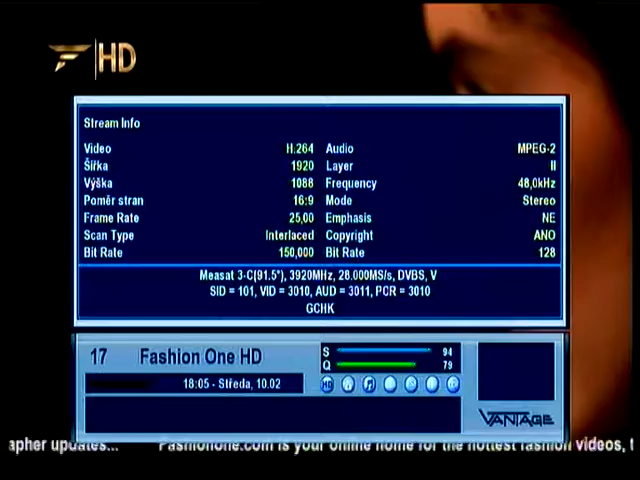 HD
Stream Info
Video H.264 Audio MPEG-2
Šířka 1920 Layer II
Výška 1088 Frequency 48,0kHz
Poměr stran 16:9 Mode Stereo
Frame Rate 25,00 Emphasis NE
Scan Type Interlaced Copyright ANO
Bit Rate 150,000 Bit Rate 128
Measat 3-C(91.5°), 3920MHz, 28.000MS/s, DVBS, V
SID = 101, VID = 3010, AUD = 3011, PCR = 3010
GCHK
17 Fashion One HD
S 94
Q 79
18:05 - Středa, 10.02
HD
VANTAGE
apher updates... Fashionone.com is your online home for the hottest fashion videos, t